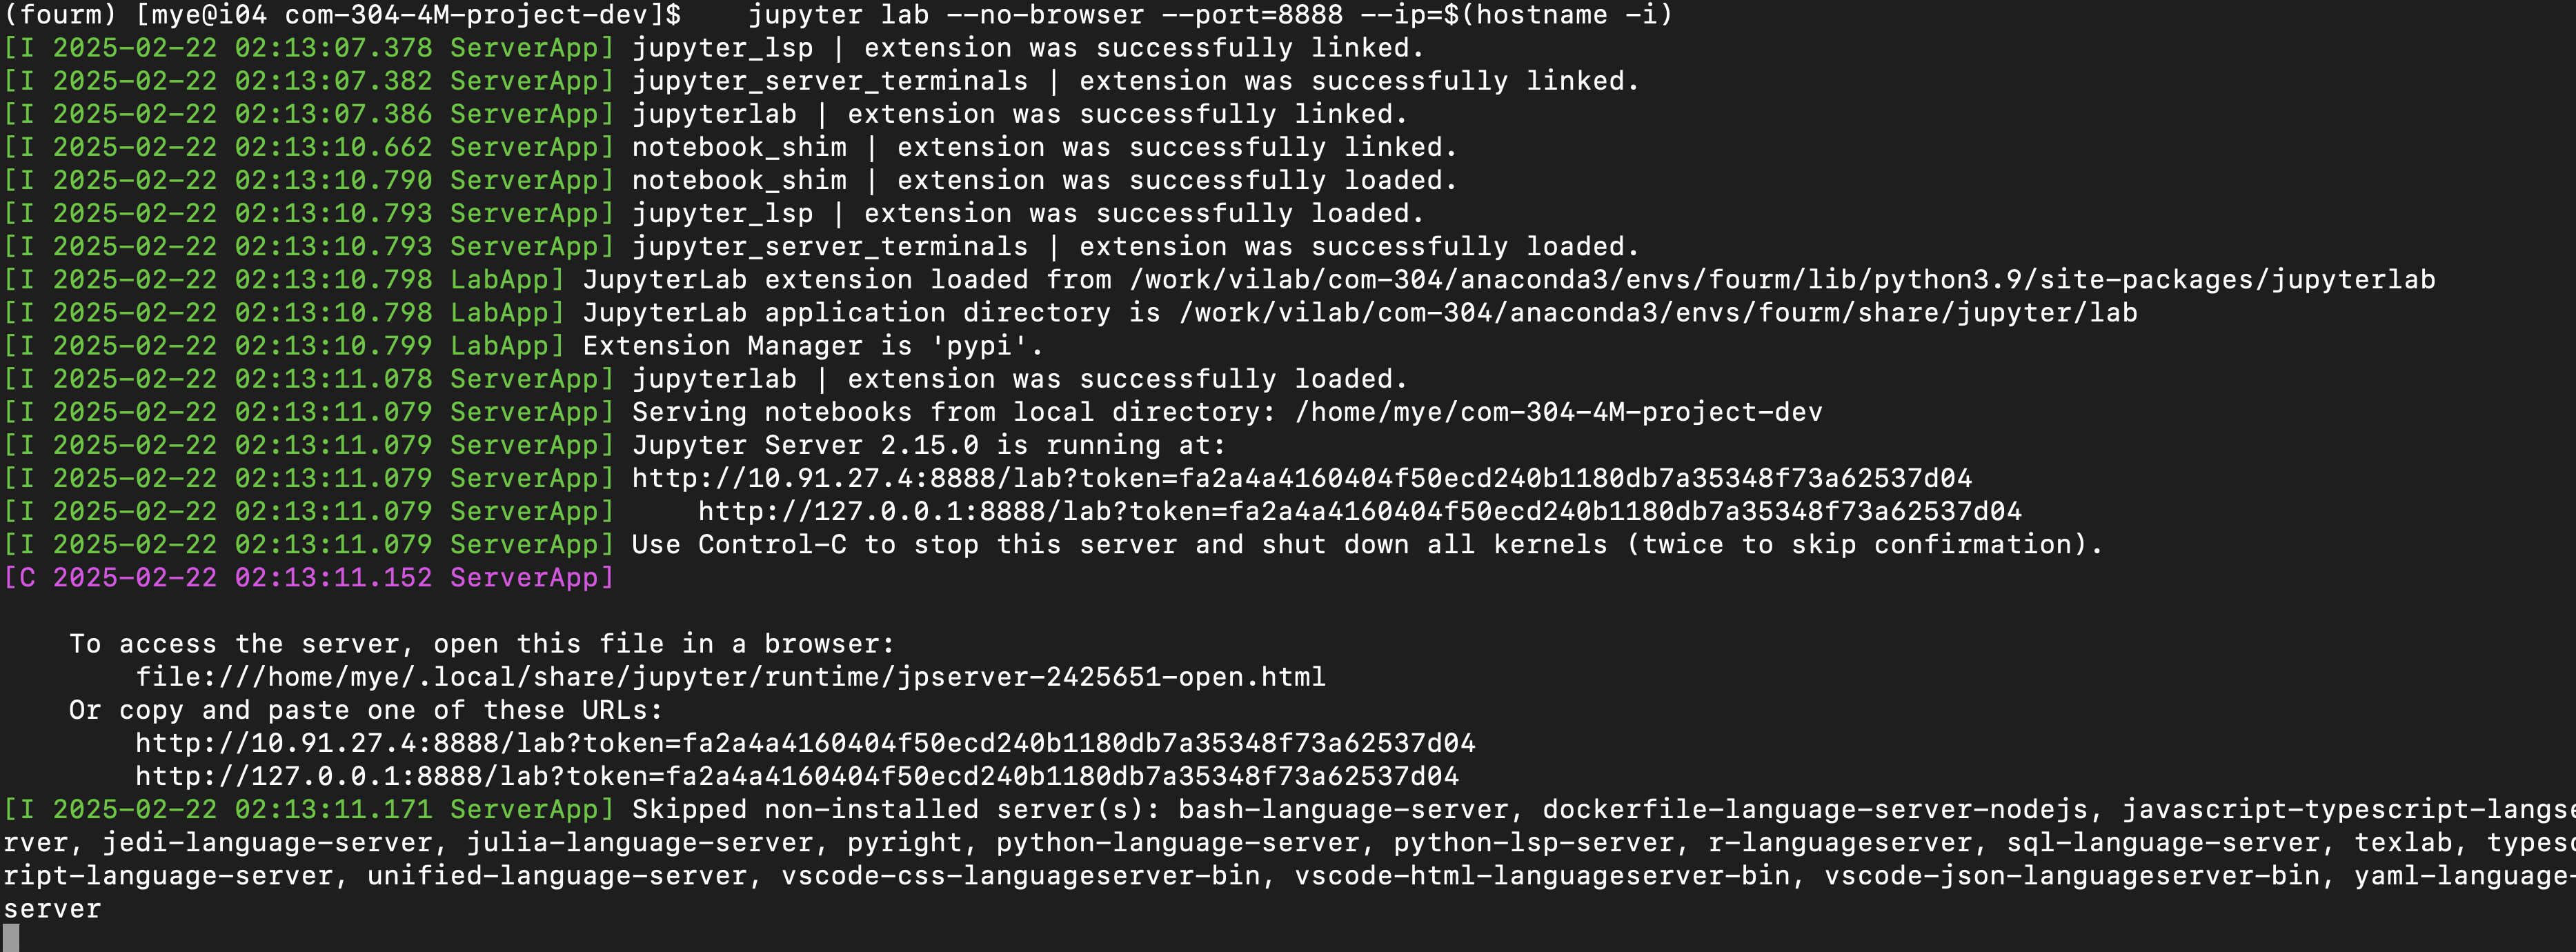 (fourm) [mye@i04 com-304-4M-project-dev]$    jupyter lab --no-browser --port=8888 --ip=$(hostname -i)
[I 2025-02-22 02:13:07.378 ServerApp] jupyter_lsp | extension was successfully linked.
[I 2025-02-22 02:13:07.382 ServerApp] jupyter_server_terminals | extension was successfully linked.
[I 2025-02-22 02:13:07.386 ServerApp] jupyterlab | extension was successfully linked.
[I 2025-02-22 02:13:10.662 ServerApp] notebook_shim | extension was successfully linked.
[I 2025-02-22 02:13:10.790 ServerApp] notebook_shim | extension was successfully loaded.
[I 2025-02-22 02:13:10.793 ServerApp] jupyter_lsp | extension was successfully loaded.
[I 2025-02-22 02:13:10.793 ServerApp] jupyter_server_terminals | extension was successfully loaded.
[I 2025-02-22 02:13:10.798 LabApp] JupyterLab extension loaded from /work/vilab/com-304/anaconda3/envs/fourm/lib/python3.9/site-packages/jupyterlab
[I 2025-02-22 02:13:10.798 LabApp] JupyterLab application directory is /work/vilab/com-304/anaconda3/envs/fourm/share/jupyter/lab
[I 2025-02-22 02:13:10.799 LabApp] Extension Manager is 'pypi'.
[I 2025-02-22 02:13:11.078 ServerApp] jupyterlab | extension was successfully loaded.
[I 2025-02-22 02:13:11.079 ServerApp] Serving notebooks from local directory: /home/mye/com-304-4M-project-dev
[I 2025-02-22 02:13:11.079 ServerApp] Jupyter Server 2.15.0 is running at:
[I 2025-02-22 02:13:11.079 ServerApp] http://10.91.27.4:8888/lab?token=fa2a4a4160404f50ecd240b1180db7a35348f73a62537d04
[I 2025-02-22 02:13:11.079 ServerApp]     http://127.0.0.1:8888/lab?token=fa2a4a4160404f50ecd240b1180db7a35348f73a62537d04
[I 2025-02-22 02:13:11.079 ServerApp] Use Control-C to stop this server and shut down all kernels (twice to skip confirmation).
[C 2025-02-22 02:13:11.152 ServerApp]
    To access the server, open this file in a browser:
        file:///home/mye/.local/share/jupyter/runtime/jpserver-2425651-open.html
    Or copy and paste one of these URLs:
        http://10.91.27.4:8888/lab?token=fa2a4a4160404f50ecd240b1180db7a35348f73a62537d04
        http://127.0.0.1:8888/lab?token=fa2a4a4160404f50ecd240b1180db7a35348f73a62537d04
[I 2025-02-22 02:13:11.171 ServerApp] Skipped non-installed server(s): bash-language-server, dockerfile-language-server-nodejs, javascript-typescript-langse
rver, jedi-language-server, julia-language-server, pyright, python-language-server, python-lsp-server, r-languageserver, sql-language-server, texlab, typesc
ript-language-server, unified-language-server, vscode-css-languageserver-bin, vscode-html-languageserver-bin, vscode-json-languageserver-bin, yaml-language-
server